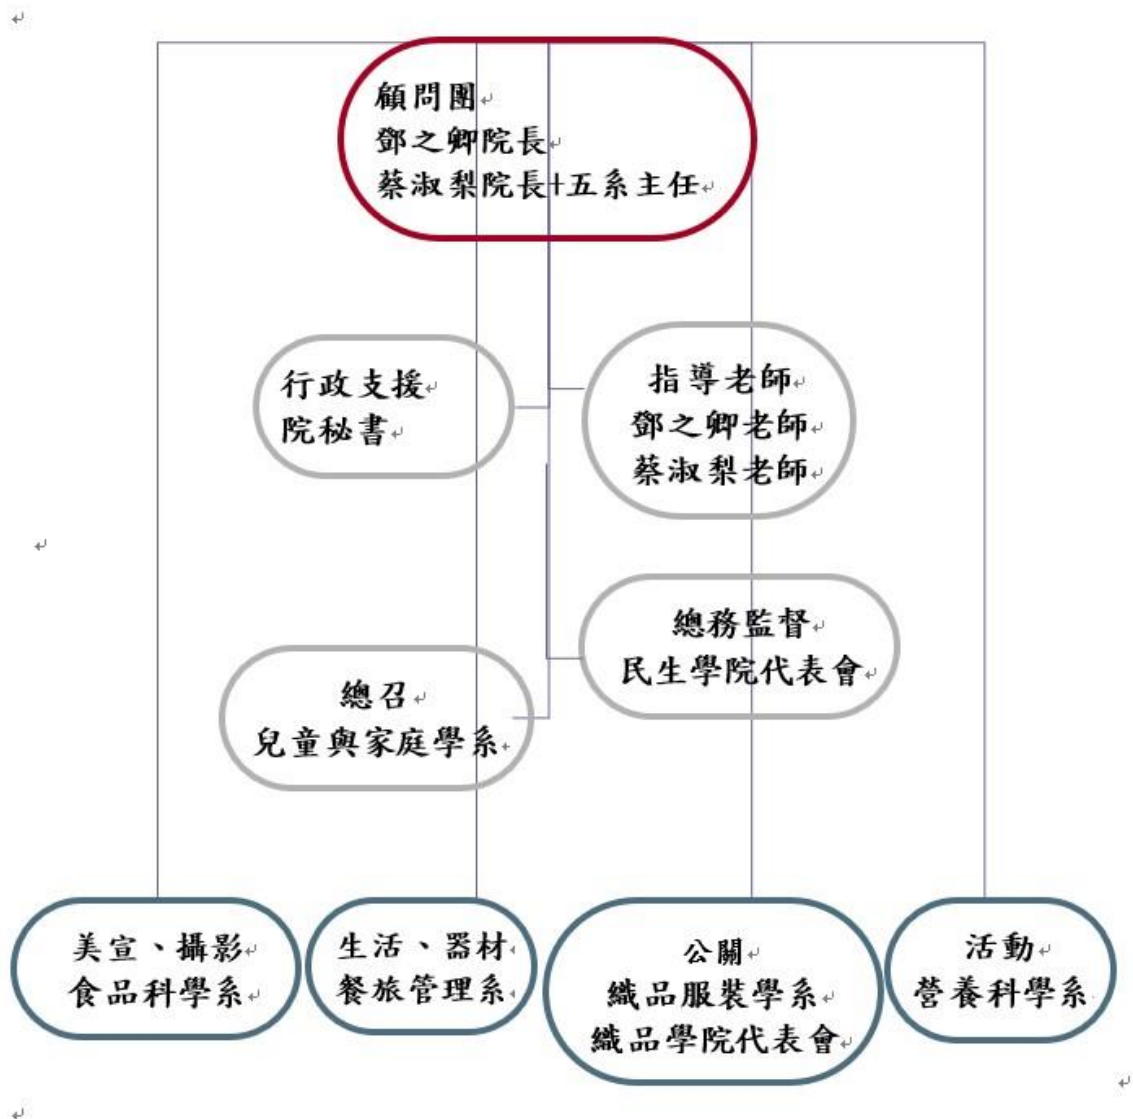 顧問團
鄧之卿院長
蔡淑梨院長+五系主任
行政支援
院秘書
指導老師
鄧之卿老師
蔡淑梨老師
總務監督
民生學院代表會
總召
兒童與家庭學系
美宣、攝影
食品科學系
生活、器材
餐旅管理系
公關
織品服裝學系
織品學院代表會
活動
營養科學系